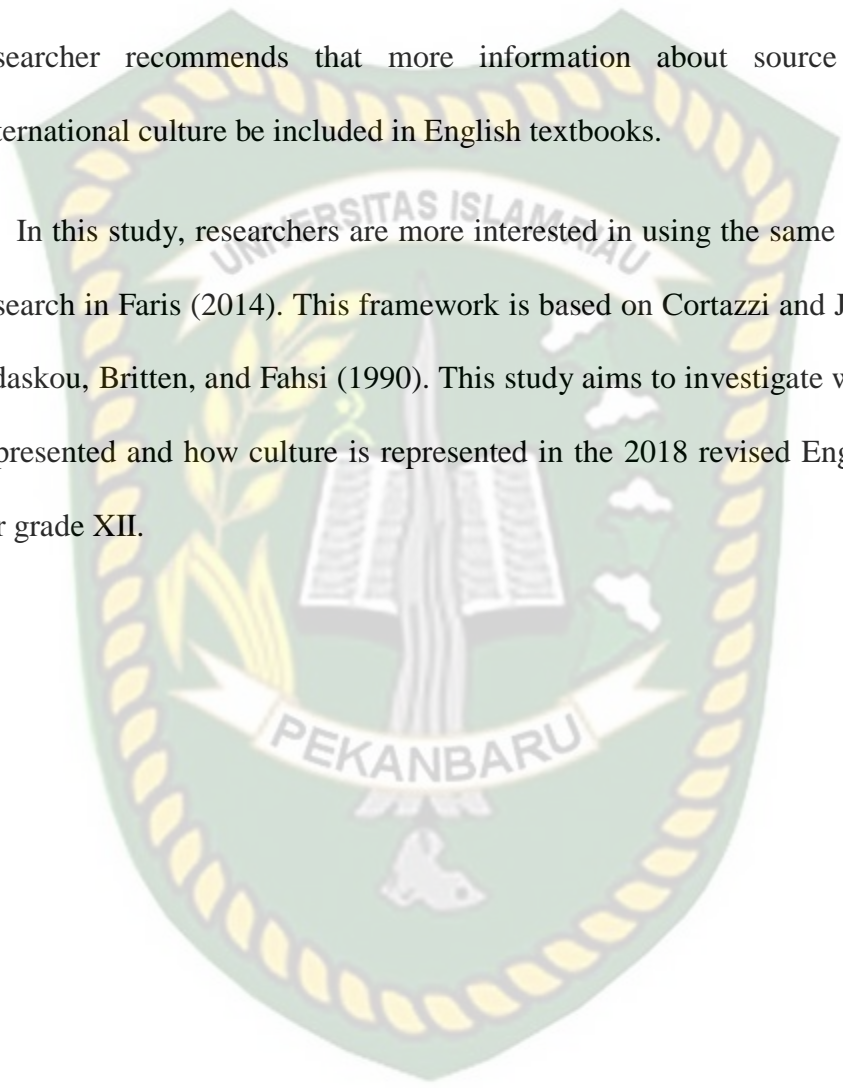 searcher recommends that more information about source
ternational culture be included in English textbooks.
UNIVERSITAS ISLAM RIAU
In this study, researchers are more interested in using the same
search in Faris (2014). This framework is based on Cortazzi and J
daskou, Britten, and Fahsi (1990). This study aims to investigate w
presented and how culture is represented in the 2018 revised Eng
r grade XII.
PEKANBARU